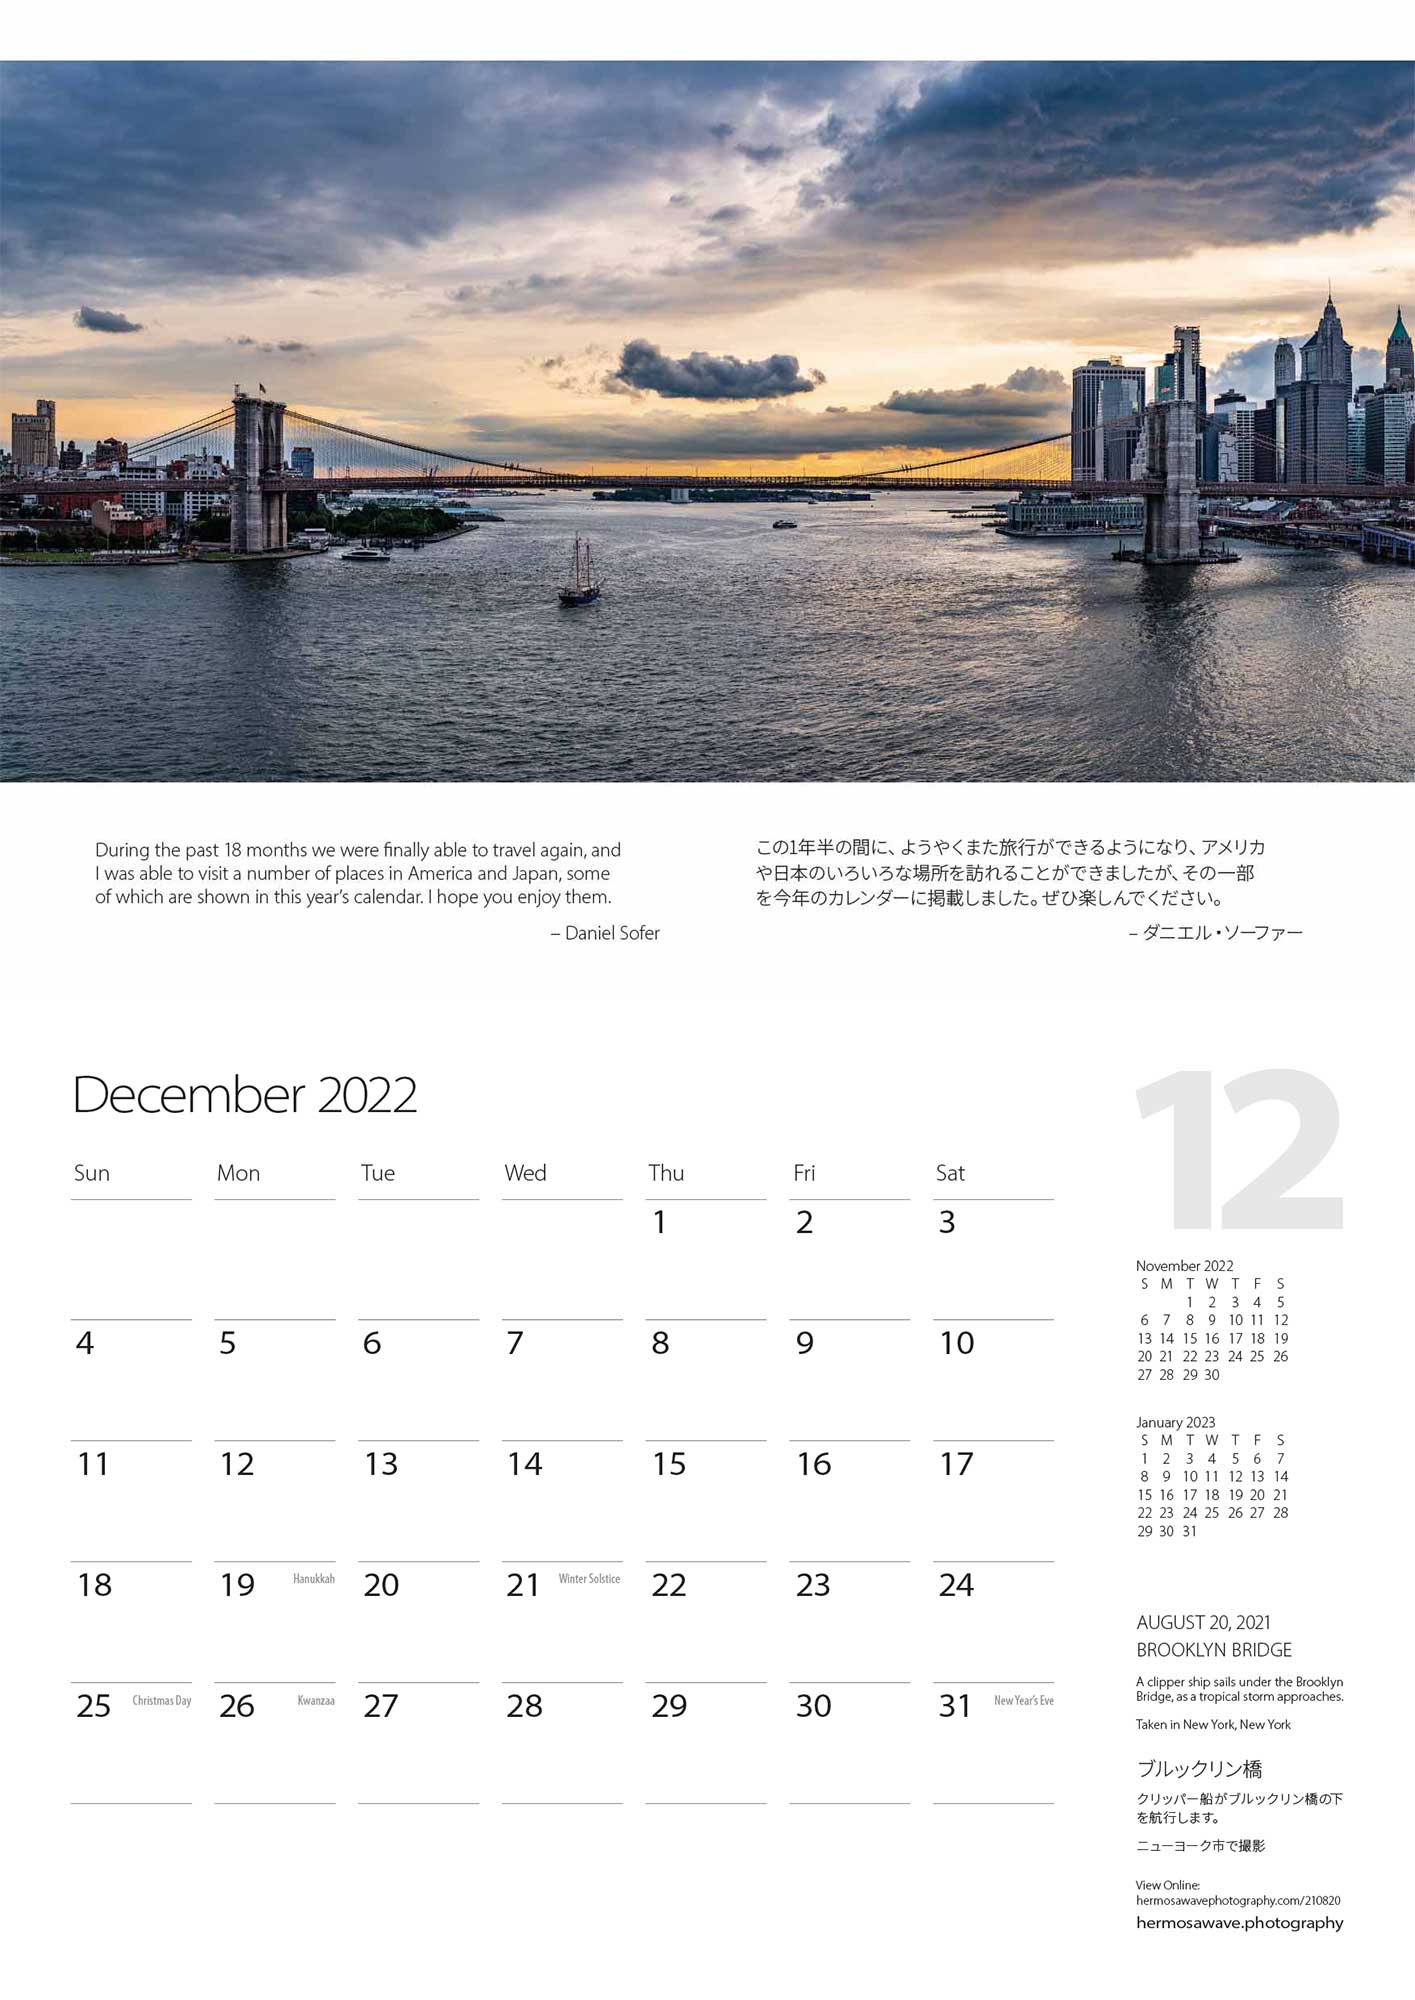 During the past 18 months we were finally able to travel again, and
I was able to visit a number of places in America and Japan, some
of which are shown in this year's calendar. I hope you enjoy them.
– Daniel Sofer
この1年半の間に、ようやくまた旅行ができるようになり、アメリカ
や日本のいろいろな場所を訪れることができましたが、その一部
を今年のカレンダーに掲載しました。ぜひ楽しんでください。
– ダニエル・ソーファー
December 2022
Sun Mon Tue Wed Thu Fri Sat
1 2 3
4 5 6 7 8 9 10
11 12 13 14 15 16 17
18 19 Hanukkah 20 21 Winter Solstice 22 23 24
25 Christmas Day 26 Kwanzaa 27 28 29 30 31 New Year's Eve
12
November 2022
S M T W T F S
1 2 3 4 5
6 7 8 9 10 11 12
13 14 15 16 17 18 19
20 21 22 23 24 25 26
27 28 29 30
January 2023
S M T W T F S
1 2 3 4 5 6 7
8 9 10 11 12 13 14
15 16 17 18 19 20 21
22 23 24 25 26 27 28
29 30 31
AUGUST 20, 2021
BROOKLYN BRIDGE
A clipper ship sails under the Brooklyn
Bridge, as a tropical storm approaches.
Taken in New York, New York
ブルックリン橋
クリッパー船がブルックリン橋の下
を航行します。
ニューヨーク市で撮影
View Online:
hermosawavephotography.com/210820
hermosawave.photography